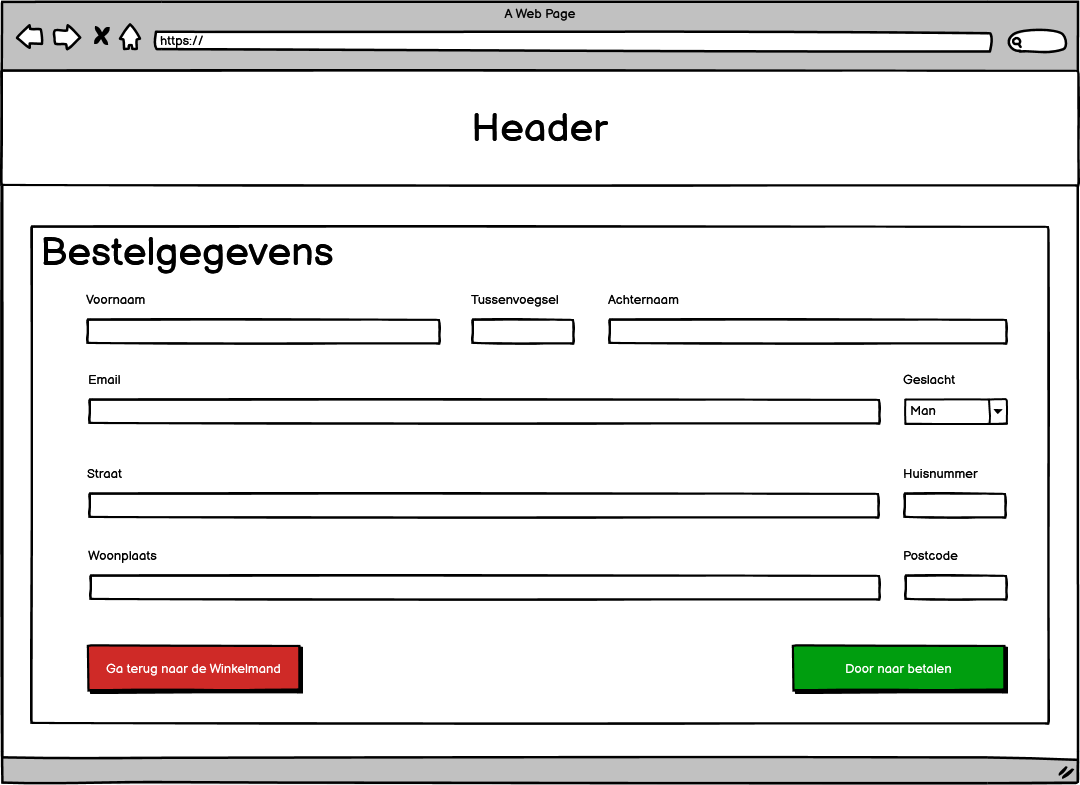 A Web Page
https://
Header
Bestelgegevens
Voornaam
Tussenvoegsel
Achternaam
Email
Geslacht
Man
Straat
Huisnummer
Woonplaats
Postcode
Ga terug naar de Winkelmand
Door naar betalen